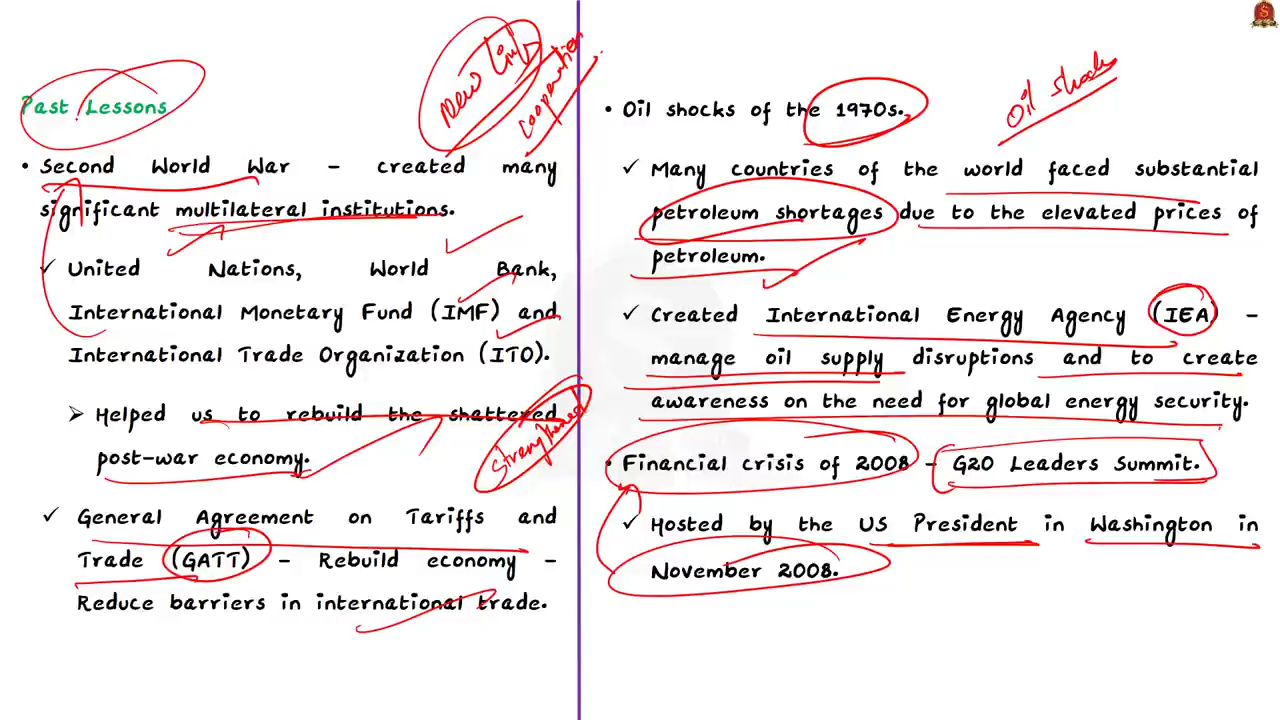 Past Lessons
New Link
cooperation
• Second World War – created many
significant multilateral institutions.
✓ United Nations, World Bank,
International Monetary Fund (IMF) and
International Trade Organization (ITO).
➤ Helped us to rebuild the shattered
post-war economy.
strengthened
✓ General Agreement on Tariffs and
Trade (GATT) – Rebuild economy –
Reduce barriers in international trade.
• Oil shocks of the 1970s.
Oil shocks
✓ Many countries of the world faced substantial
petroleum shortages due to the elevated prices of
petroleum.
✓ Created International Energy Agency (IEA) –
manage oil supply disruptions and to create
awareness on the need for global energy security.
• Financial crisis of 2008 – G20 Leaders Summit.
✓ Hosted by the US President in Washington in
November 2008.